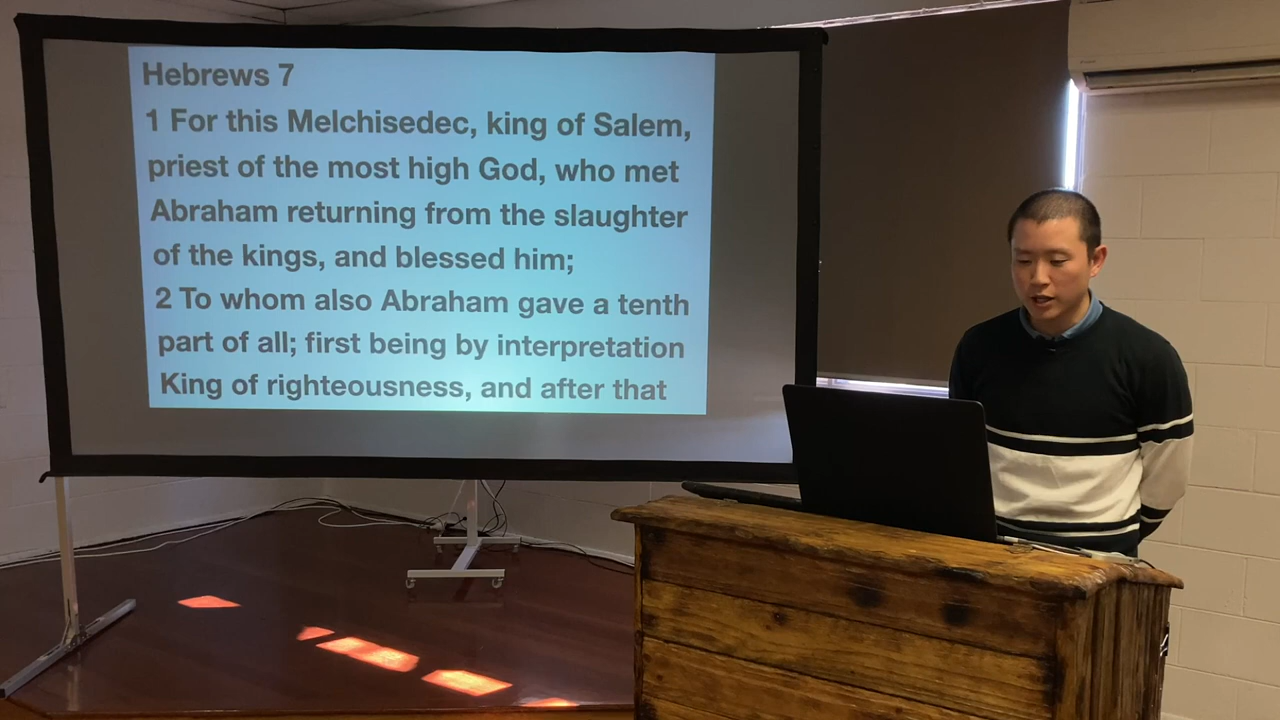 Hebrews 7
1 For this Melchisedec, king of Salem,
priest of the most high God, who met
Abraham returning from the slaughter
of the kings, and blessed him;
2 To whom also Abraham gave a tenth
part of all; first being by interpretation
King of righteousness, and after that